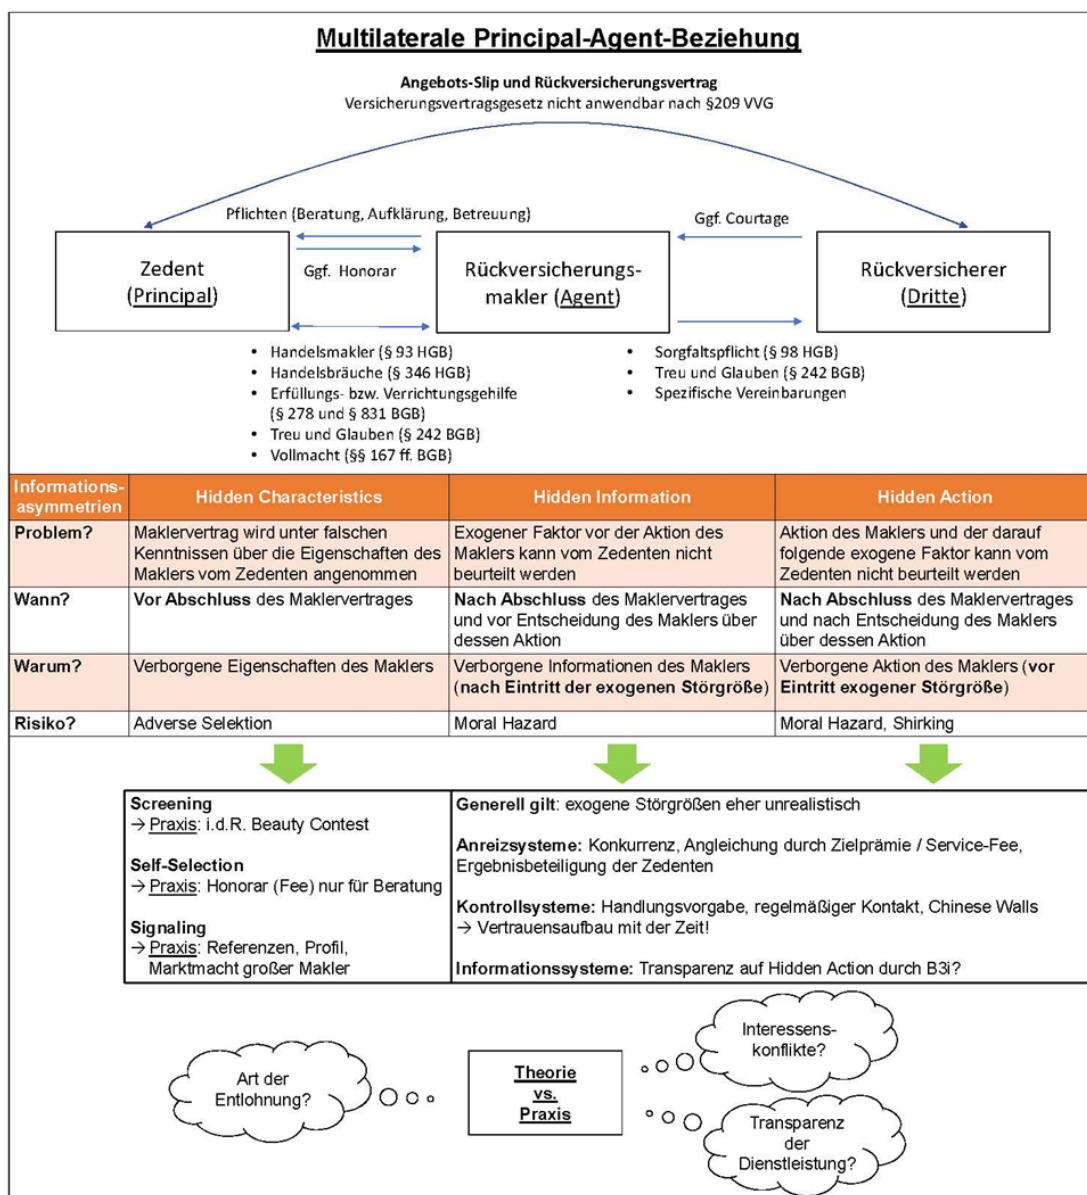 Multilaterale Principal-Agent-Beziehung
Angebots-Slip und Rückversicherungsvertrag
Versicherungsvertragsgesetz nicht anwendbar nach §209 VVG
Pflichten (Beratung, Aufklärung, Betreuung)
Ggf. Courtage
Zedent
(Principal)
Ggf. Honorar
Rückversicherungs-
makler (Agent)
Rückversicherer
(Dritte)
• Handelsmakler (§ 93 HGB)
• Handelsbräuche (§ 346 HGB)
• Erfüllungs- bzw. Verrichtungsgehilfe
(§ 278 und § 831 BGB)
• Treu und Glauben (§ 242 BGB)
• Vollmacht (§§ 167 ff. BGB)
• Sorgfaltspflicht (§ 98 HGB)
• Treu und Glauben (§ 242 BGB)
• Spezifische Vereinbarungen
Informations-
asymmetrien
Hidden Characteristics
Hidden Information
Hidden Action
Problem?
Maklervertrag wird unter falschen
Kenntnissen über die Eigenschaften des
Maklers vom Zedenten angenommen
Exogener Faktor vor der Aktion des
Maklers kann vom Zedenten nicht
beurteilt werden
Aktion des Maklers und der darauf
folgende exogene Faktor kann vom
Zedenten nicht beurteilt werden
Wann?
Vor Abschluss des Maklervertrages
Nach Abschluss des Maklervertrages
und vor Entscheidung des Maklers über
dessen Aktion
Nach Abschluss des Maklervertrages
und nach Entscheidung des Maklers
über dessen Aktion
Warum?
Verborgene Eigenschaften des Maklers
Verborgene Informationen des Maklers
(nach Eintritt der exogenen Störgröße)
Verborgene Aktion des Maklers (vor
Eintritt exogener Störgröße)
Risiko?
Adverse Selektion
Moral Hazard
Moral Hazard, Shirking
Screening
→ Praxis: i.d.R. Beauty Contest
Self-Selection
→ Praxis: Honorar (Fee) nur für Beratung
Signaling
→ Praxis: Referenzen, Profil,
Marktmacht großer Makler
Generell gilt: exogene Störgrößen eher unrealistisch
Anreizsysteme: Konkurrenz, Angleichung durch Zielprämie / Service-Fee,
Ergebnisbeteiligung der Zedenten
Kontrollsysteme: Handlungsvorgabe, regelmäßiger Kontakt, Chinese Walls
→ Vertrauensaufbau mit der Zeit!
Informationssysteme: Transparenz auf Hidden Action durch B3i?
Art der
Entlohnung?
Theorie
vs.
Praxis
Interessens-
konflikte?
Transparenz
der
Dienstleistung?